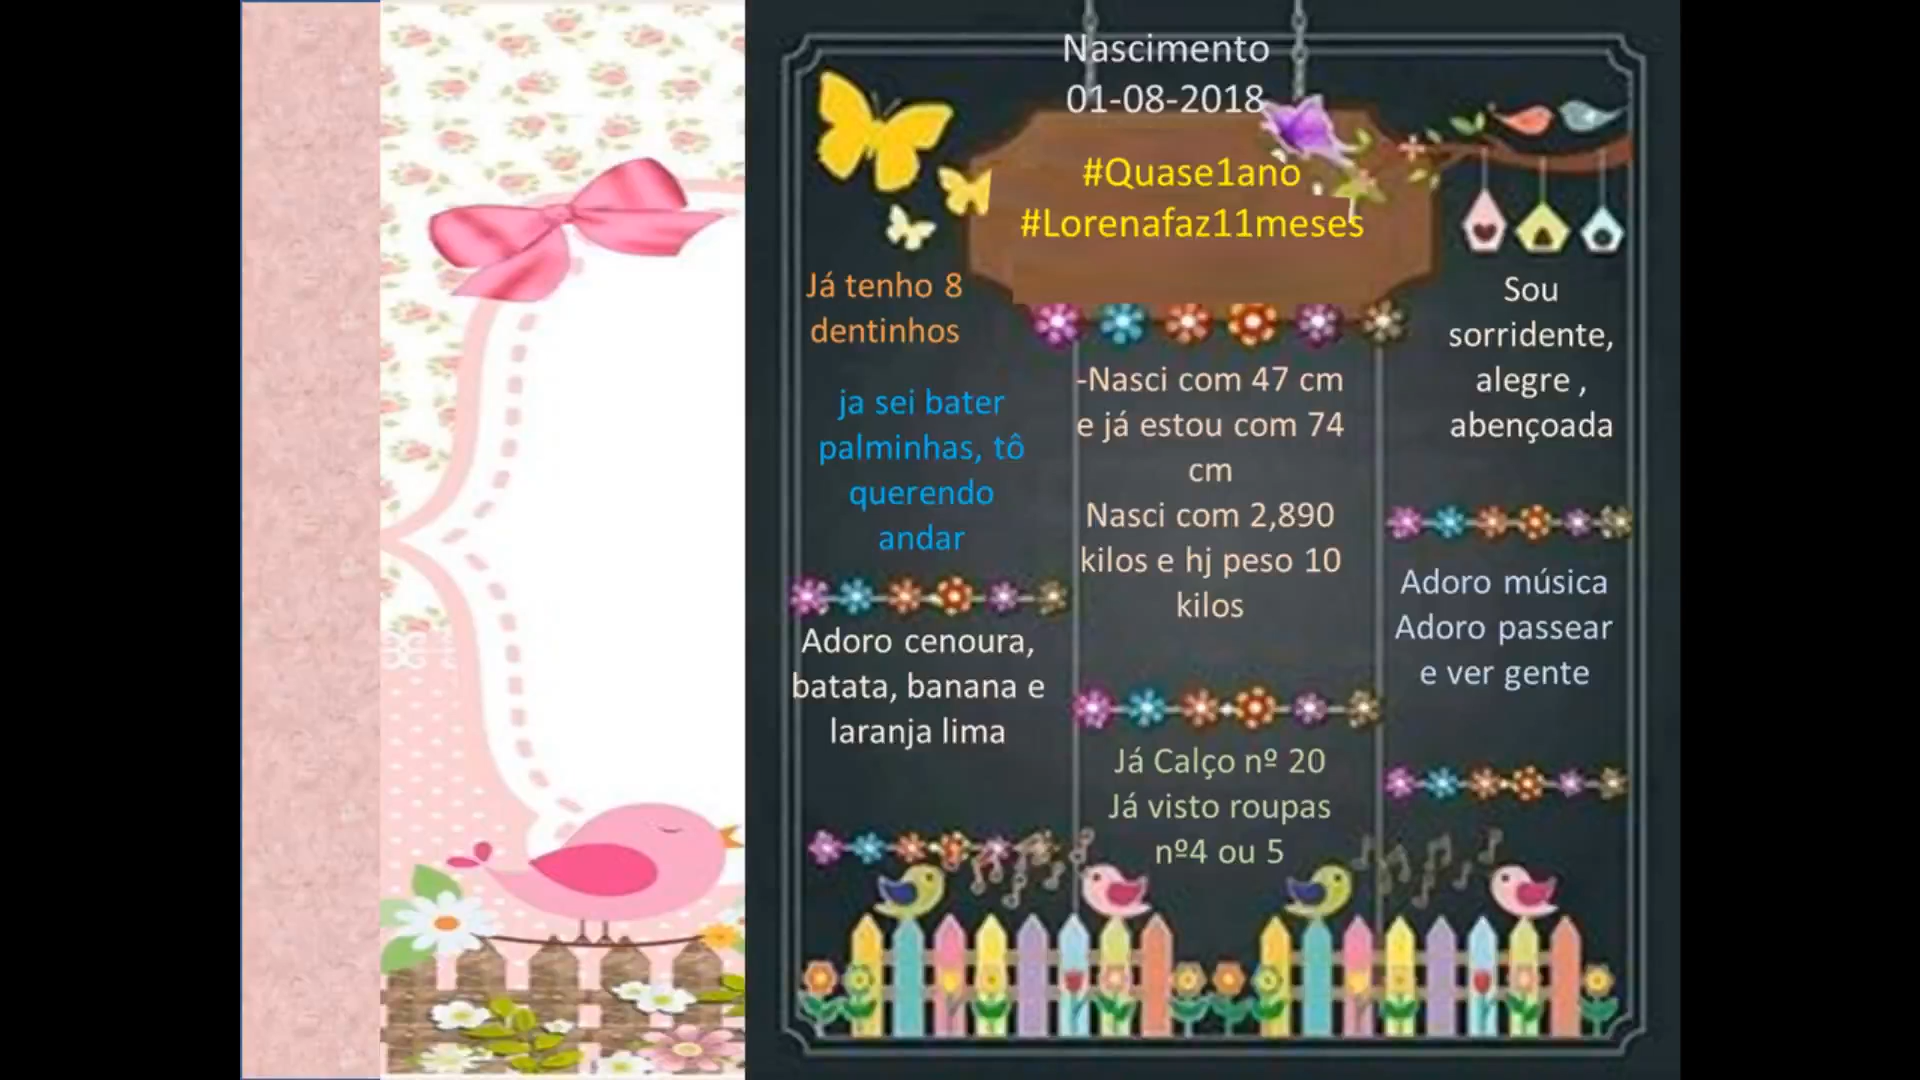 Nascimento
01-08-2018
#Quase1ano
#Lorenafaz11meses
Já tenho 8
dentinhos
ja sei bater
palminhas, tô
querendo
andar
Adoro cenoura,
batata, banana e
laranja lima
-Nasci com 47 cm
e já estou com 74
cm
Nasci com 2,890
kilos e hj peso 10
kilos
Já Calço nº 20
Já visto roupas
nº4 ou 5
Sou
sorridente,
alegre ,
abençoada
Adoro música
Adoro passear
e ver gente